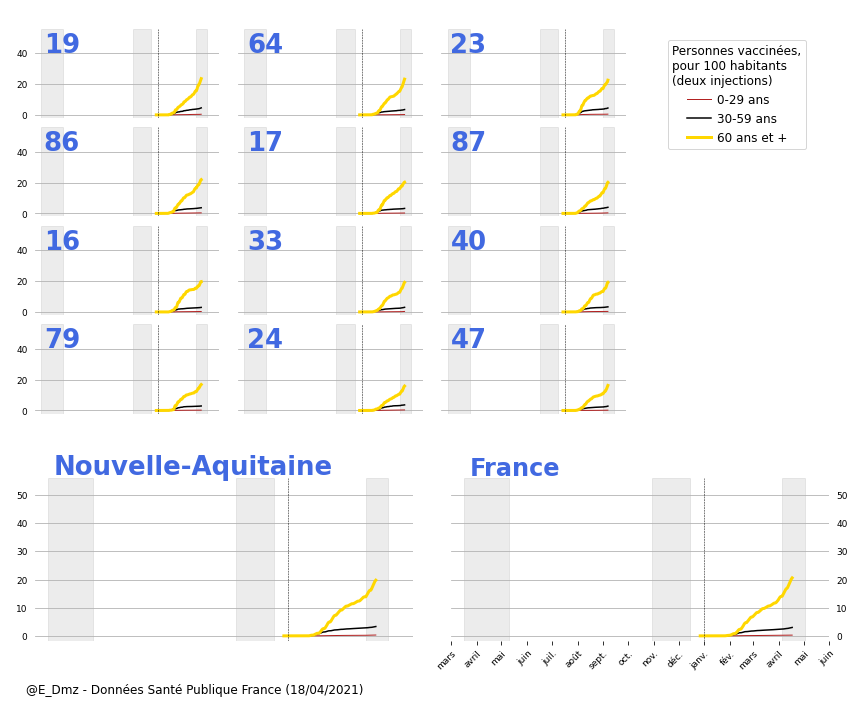 19
64
23
Personnes vaccinées,
pour 100 habitants
(deux injections)
0-29 ans
30-59 ans
60 ans et +
40
20
0
86
17
87
40
20
0
16
33
40
40
20
0
79
24
47
40
20
0
Nouvelle-Aquitaine
France
50
40
30
20
10
0
50
40
30
20
10
0
mars
avril
mai
juin
juil.
août
sept.
oct.
nov.
déc.
janv.
fév.
mars
avril
mai
juin
@E_Dmz - Données Santé Publique France (18/04/2021)